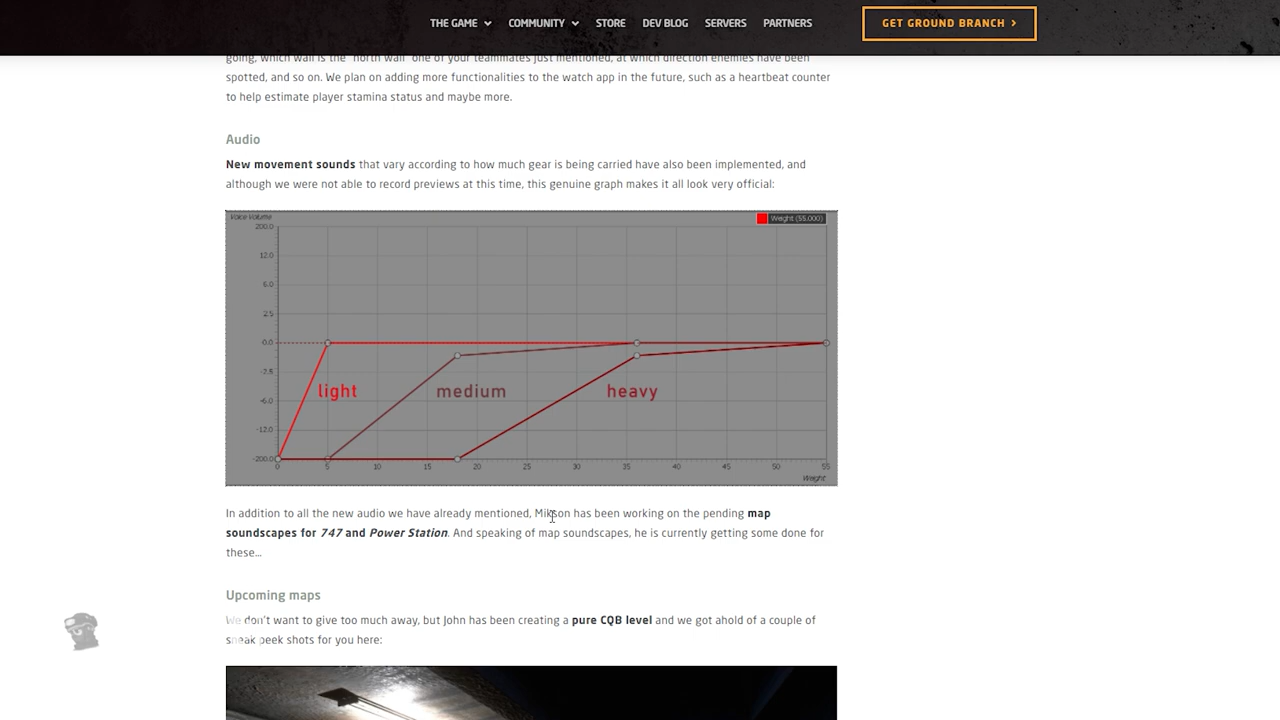 THE GAME COMMUNITY STORE DEV BLOG SERVERS PARTNERS GET GROUND BRANCH >
going, which wall is the "north wall" one of your teammates just mentioned, at which direction enemies have been
spotted, and so on. We plan on adding more functionalities to the watch app in the future, such as a heartbeat counter
to help estimate player stamina status and maybe more.
Audio
New movement sounds that vary according to how much gear is being carried have also been implemented, and
although we were not able to record previews at this time, this genuine graph makes it all look very official:
Voice Volume
Weight (55.000)
200.0
12.0
6.0
2.5
0.0
-2.5
light medium heavy
-6.0
-12.0
-200.0
0 5 10 15 20 25 30 35 40 45 50 55
Weight
In addition to all the new audio we have already mentioned, Mikson has been working on the pending map
soundscapes for 747 and Power Station. And speaking of map soundscapes, he is currently getting some done for
these...
Upcoming maps
We don't want to give too much away, but John has been creating a pure CQB level and we got ahold of a couple of
sneak peek shots for you here: